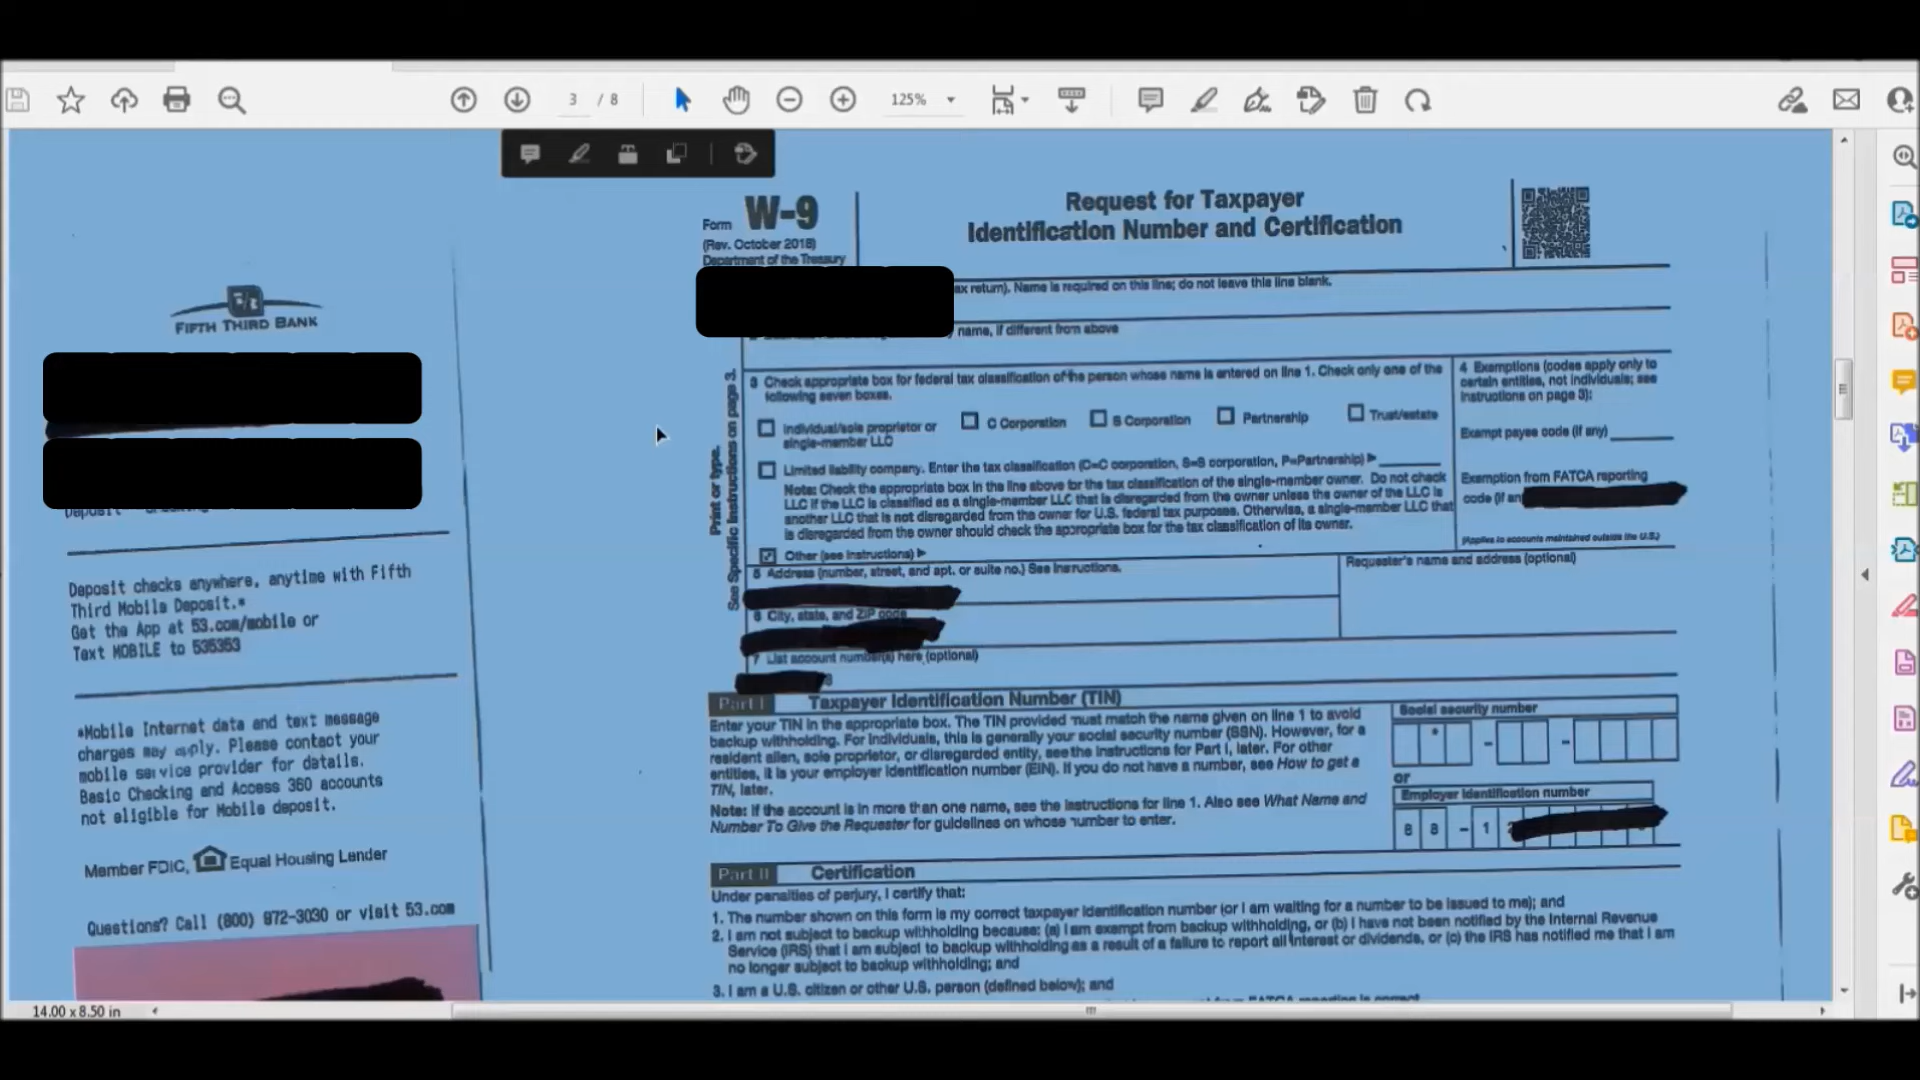 3 / 8
125%
FIFTH THIRD BANK
Deposit checks anywhere, anytime with Fifth
Third Mobile Deposit.*
Get the App at 53.com/mobile or
Text MOBILE to 535353
*Mobile Internet data and text message
charges may apply. Please contact your
mobile service provider for details.
Basic Checking and Access 360 accounts
not eligible for Mobile deposit.
Member FDIC, Equal Housing Lender
Questions? Call (800) 972-3030 or visit 53.com
Form W-9
(Rev. October 2018)
Department of the Treasury
Request for Taxpayer
Identification Number and Certification
tax return). Name is required on this line; do not leave this line blank.
name, if different from above
Print or type.
See Specific Instructions on page 3.
3 Check appropriate box for federal tax classification of the person whose name is entered on line 1. Check only one of the
following seven boxes.
Individual/sole proprietor or
single-member LLC
C Corporation
S Corporation
Partnership
Trust/estate
Limited liability company. Enter the tax classification (C=C corporation, S=S corporation, P=Partnership) ▶
Note: Check the appropriate box in the line above for the tax classification of the single-member owner. Do not check
LLC if the LLC is classified as a single-member LLC that is disregarded from the owner unless the owner of the LLC is
another LLC that is not disregarded from the owner for U.S. federal tax purposes. Otherwise, a single-member LLC that
is disregarded from the owner should check the appropriate box for the tax classification of its owner.
Other (see instructions) ▶
4 Exemptions (codes apply only to
certain entities, not individuals; see
instructions on page 3):
Exempt payee code (if any)
Exemption from FATCA reporting
code (if an
(Applies to accounts maintained outside the U.S.)
5 Address (number, street, and apt. or suite no.) See instructions.
Requester's name and address (optional)
6 City, state, and ZIP code
7 List account number(s) here (optional)
Part I Taxpayer Identification Number (TIN)
Enter your TIN in the appropriate box. The TIN provided must match the name given on line 1 to avoid
backup withholding. For individuals, this is generally your social security number (SSN). However, for a
resident alien, sole proprietor, or disregarded entity, see the instructions for Part I, later. For other
entities, it is your employer identification number (EIN). If you do not have a number, see How to get a
TIN, later.
Note: If the account is in more than one name, see the instructions for line 1. Also see What Name and
Number To Give the Requester for guidelines on whose number to enter.
Social security number
– –
or
Employer identification number
8 8 – 1
Part II Certification
Under penalties of perjury, I certify that:
1. The number shown on this form is my correct taxpayer identification number (or I am waiting for a number to be issued to me); and
2. I am not subject to backup withholding because: (a) I am exempt from backup withholding, or (b) I have not been notified by the Internal Revenue
Service (IRS) that I am subject to backup withholding as a result of a failure to report all interest or dividends, or (c) the IRS has notified me that I am
no longer subject to backup withholding; and
3. I am a U.S. citizen or other U.S. person (defined below); and
14.00 x 8.50 in